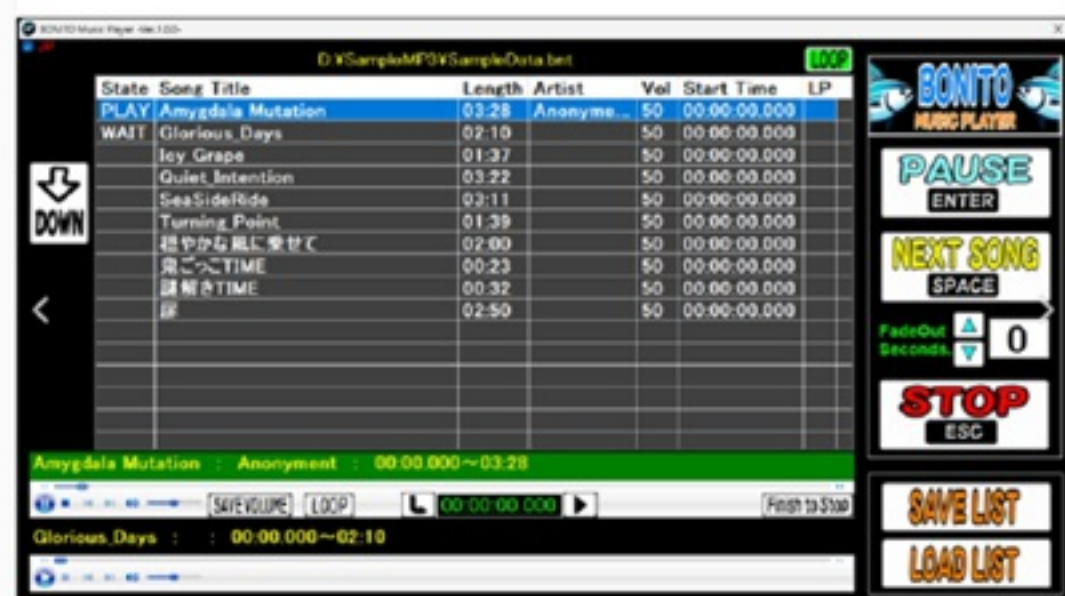 BONITO Music Player -Ver.1.0.0-
D:¥SampleMP3¥SampleData.bnt
LOOP
State Song Title Length Artist Vol Start Time LP
PLAY Amygdala Mutation 03:28 Anonyme... 50 00:00:00.000
WAIT Glorious_Days 02:10 50 00:00:00.000
Icy_Grape 01:37 50 00:00:00.000
Quiet_Intention 03:22 50 00:00:00.000
SeaSideRide 03:11 50 00:00:00.000
Turning_Point 01:39 50 00:00:00.000
穏やかな風に乗せて 02:00 50 00:00:00.000
鬼ごっこTIME 00:23 50 00:00:00.000
謎解きTIME 00:32 50 00:00:00.000
02:50 50 00:00:00.000
DOWN
BONITO
MUSIC PLAYER
PAUSE
ENTER
NEXT SONG
SPACE
FadeOut
Seconds.
0
STOP
ESC
Amygdala Mutation : Anonyment : 00:00.000～03:28
SAVE VOLUME LOOP 00:00:00.000 Finish to Stop
Glorious_Days : : 00:00.000～02:10
SAVE LIST
LOAD LIST